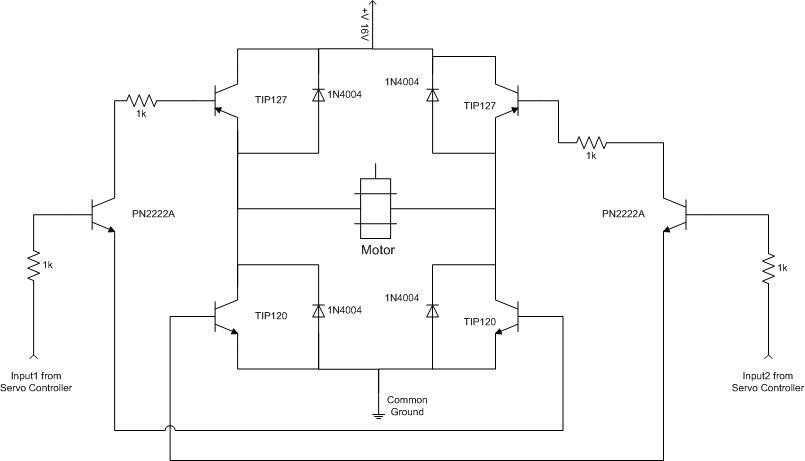 +V 16V
1N4004
1N4004
TIP127
TIP127
1k
1k
PN2222A
PN2222A
Motor
1k
1k
1N4004
1N4004
TIP120
TIP120
Input1 from
Servo Controller
Input2 from
Servo Controller
Common
Ground